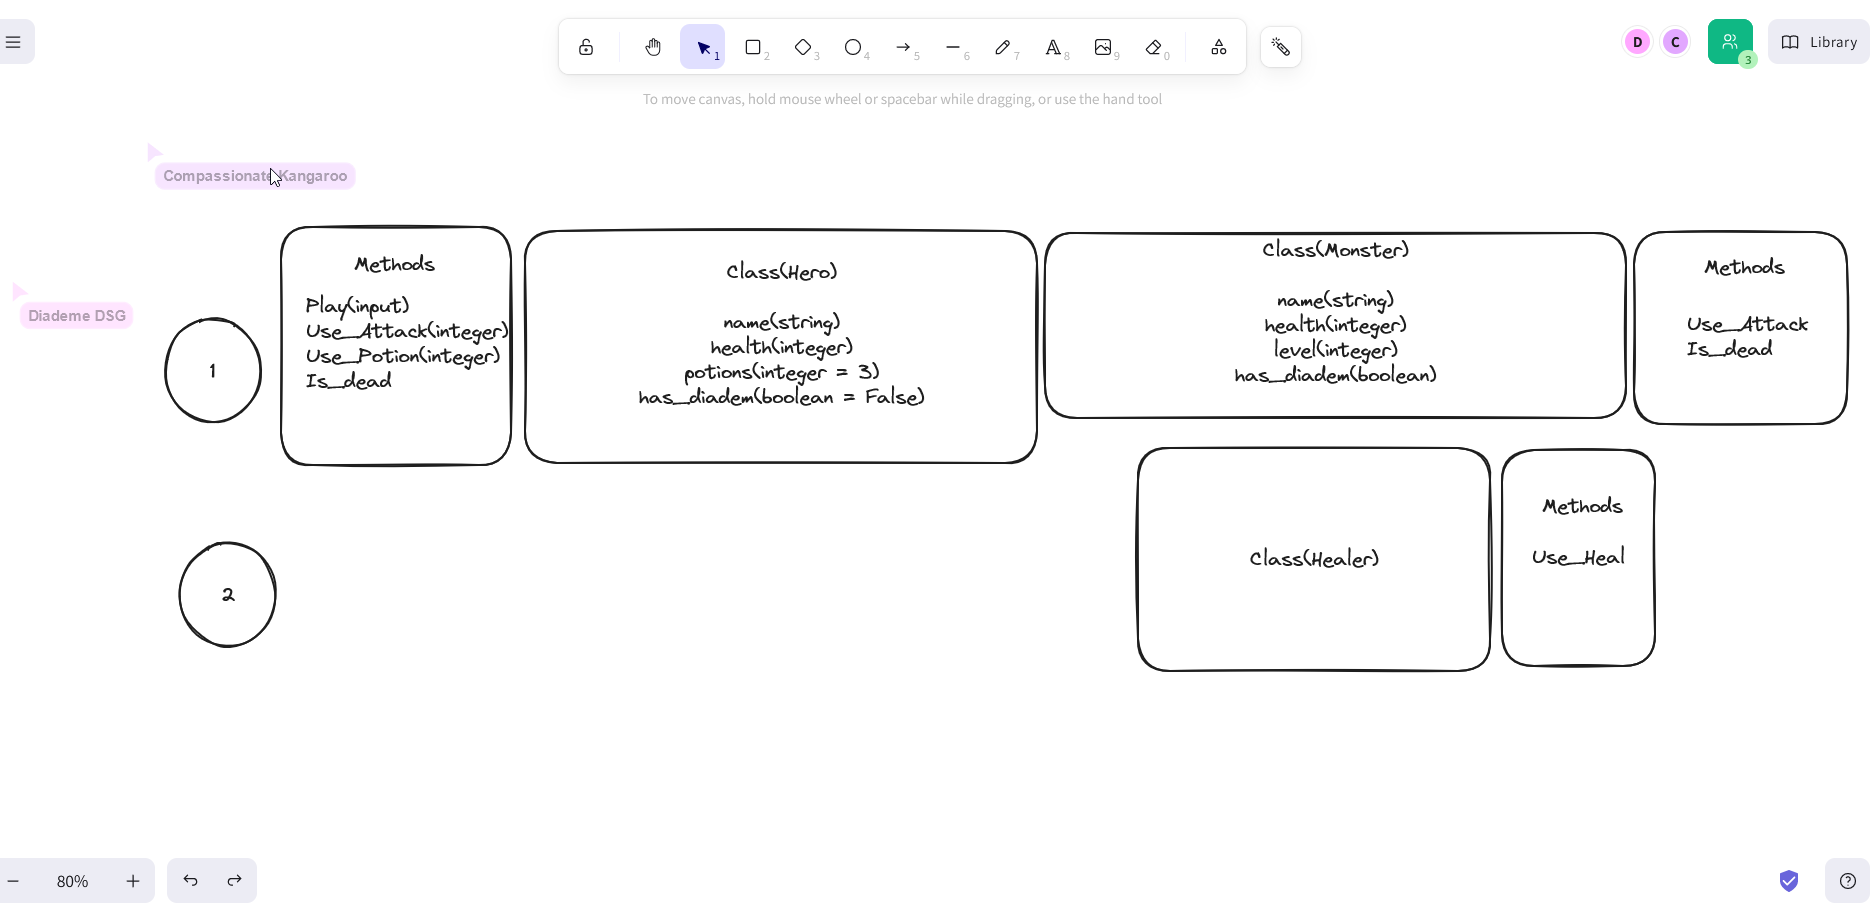 1
2
3
4
5
6
7
8
9
0
D
C
3
Library
To move canvas, hold mouse wheel or spacebar while dragging, or use the hand tool
Compassionate Kangaroo
Diademe DSG
1
Methods
Play(input)
Use_Attack(integer)
Use_Potion(integer)
Is_dead
Class(Hero)
name(string)
health(integer)
potions(integer = 3)
has_diadem(boolean = False)
Class(Monster)
name(string)
health(integer)
level(integer)
has_diadem(boolean)
Methods
Use_Attack
Is_dead
2
Class(Healer)
Methods
Use_Heal
80%